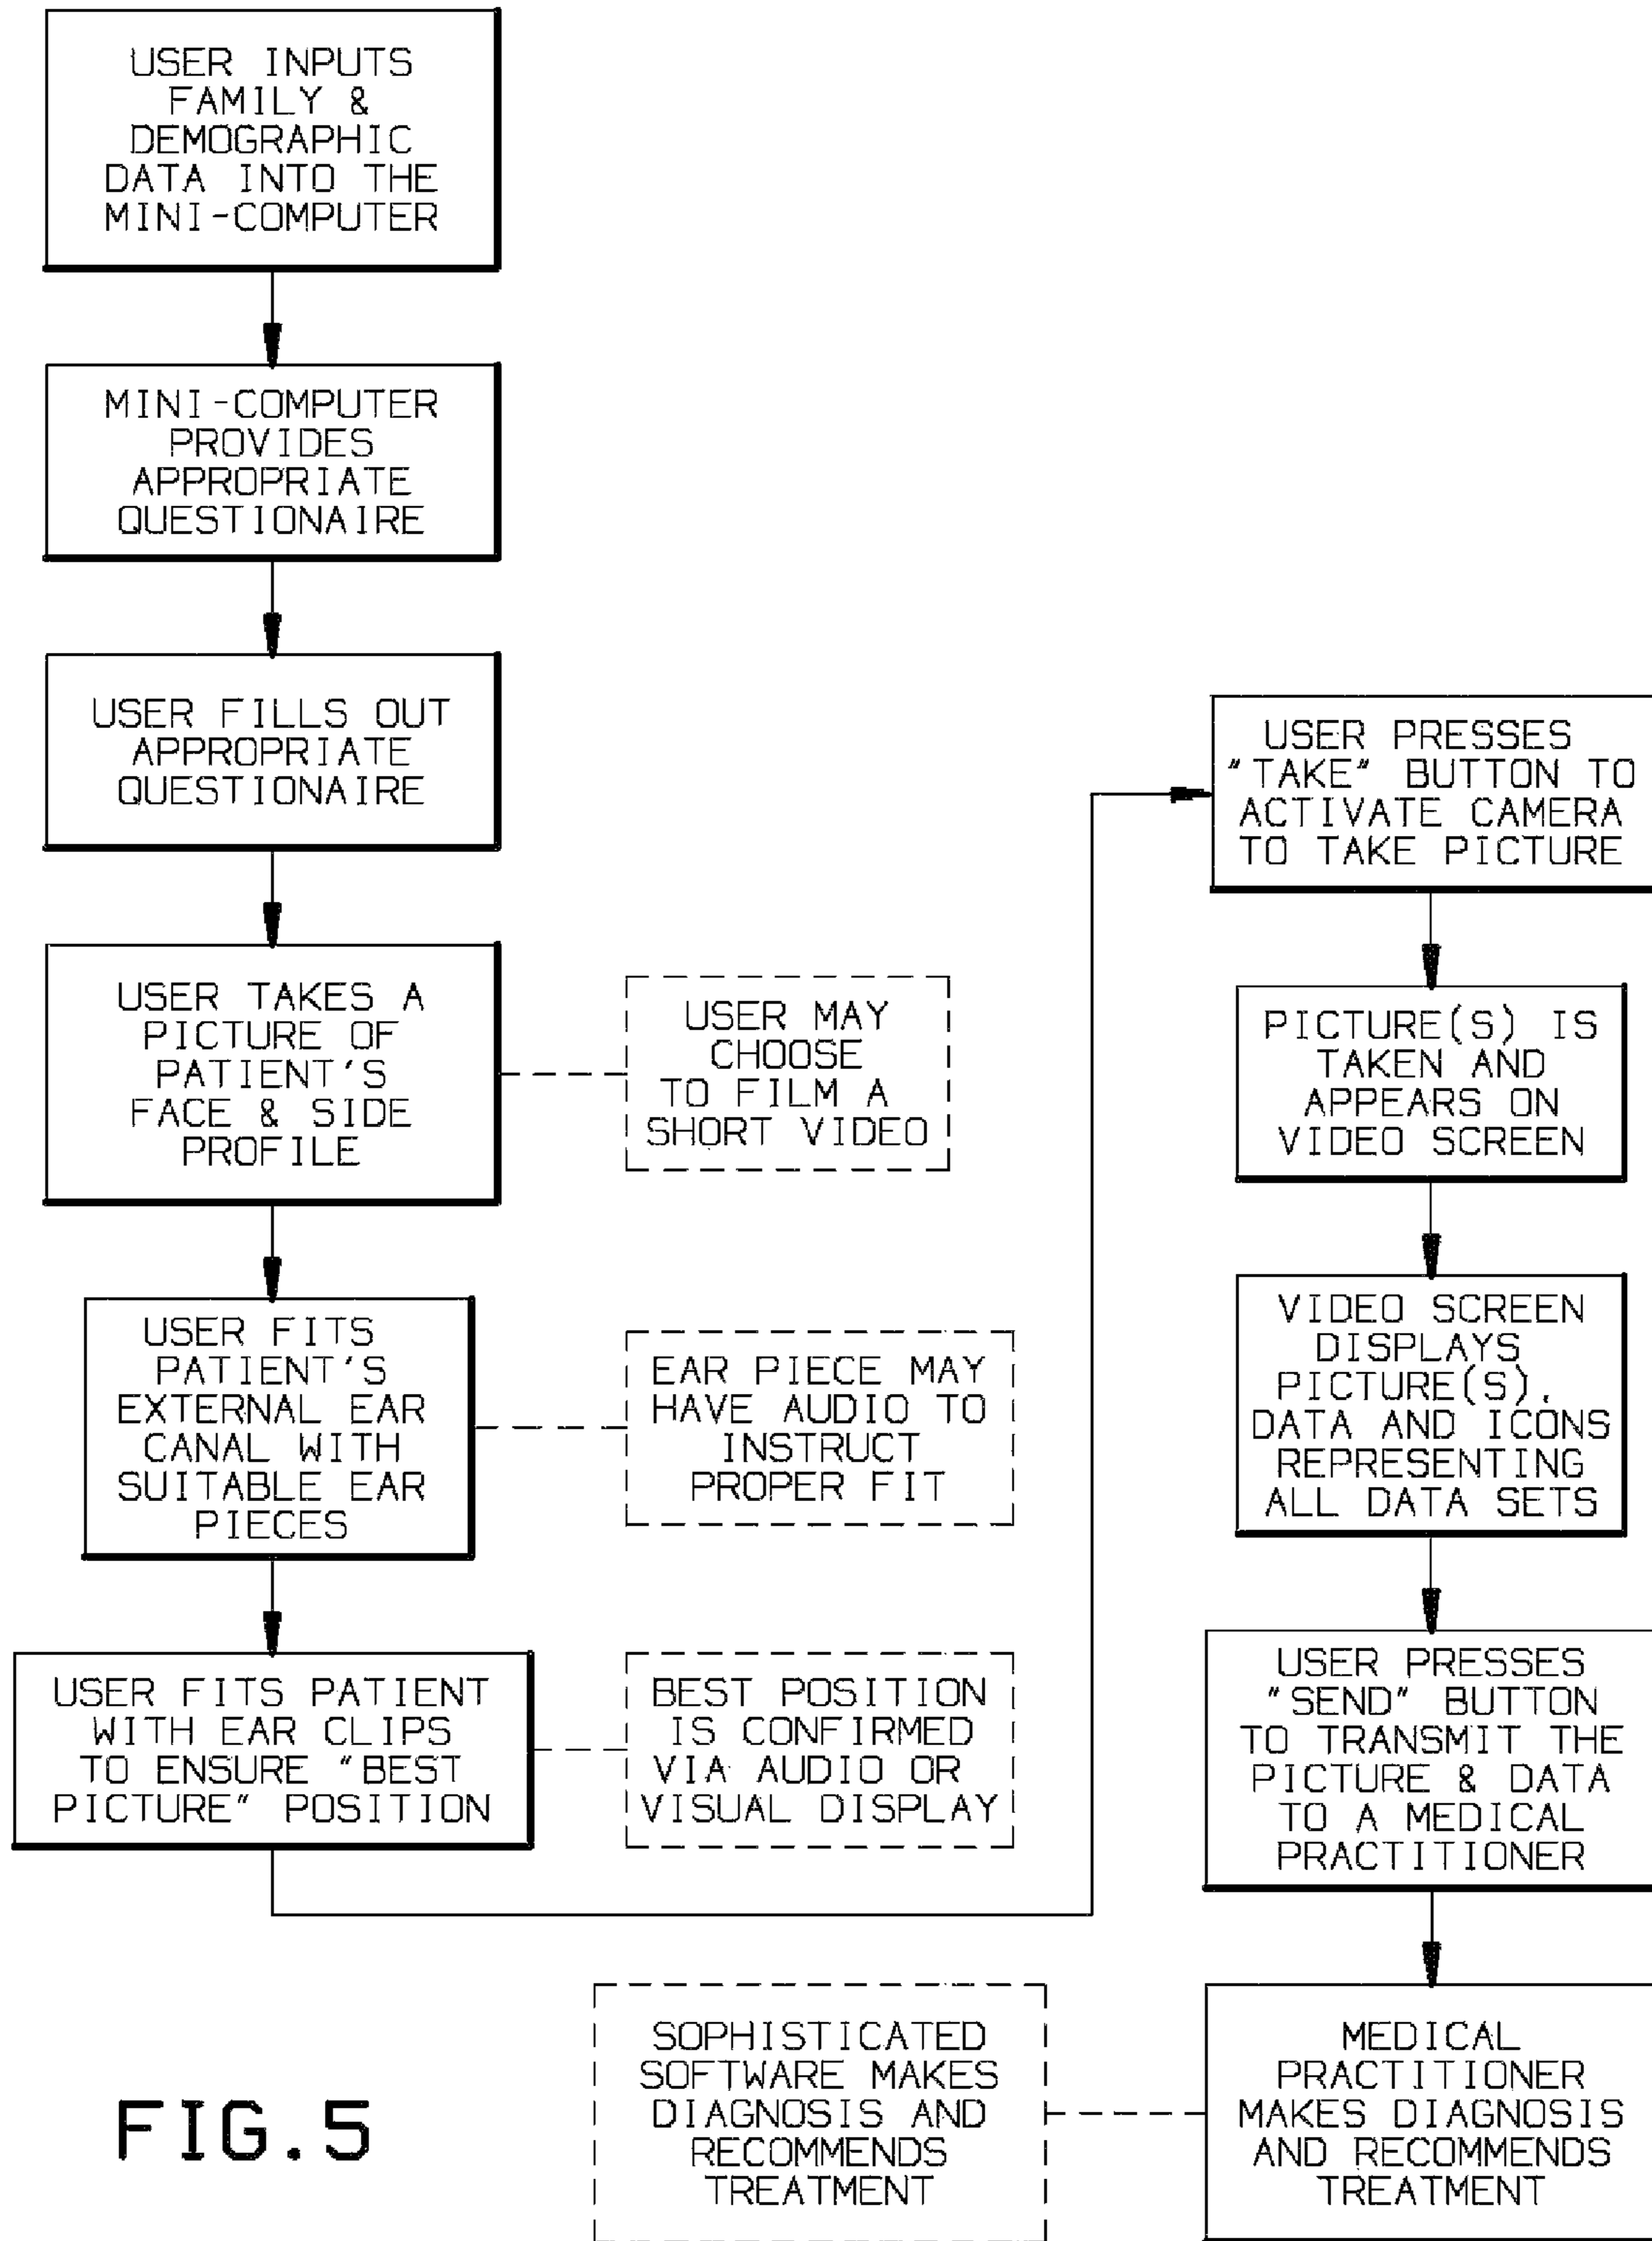 USER INPUTS
FAMILY &
DEMOGRAPHIC
DATA INTO THE
MINI-COMPUTER
MINI-COMPUTER
PROVIDES
APPROPRIATE
QUESTIONAIRE
USER FILLS OUT
APPROPRIATE
QUESTIONAIRE
USER TAKES A
PICTURE OF
PATIENT'S
FACE & SIDE
PROFILE
USER MAY
CHOOSE
TO FILM A
SHORT VIDEO
USER FITS
PATIENT'S
EXTERNAL EAR
CANAL WITH
SUITABLE EAR
PIECES
EAR PIECE MAY
HAVE AUDIO TO
INSTRUCT
PROPER FIT
USER FITS PATIENT
WITH EAR CLIPS
TO ENSURE "BEST
PICTURE" POSITION
BEST POSITION
IS CONFIRMED
VIA AUDIO OR
VISUAL DISPLAY
USER PRESSES
"TAKE" BUTTON TO
ACTIVATE CAMERA
TO TAKE PICTURE
PICTURE(S) IS
TAKEN AND
APPEARS ON
VIDEO SCREEN
VIDEO SCREEN
DISPLAYS
PICTURE(S),
DATA AND ICONS
REPRESENTING
ALL DATA SETS
USER PRESSES
"SEND" BUTTON
TO TRANSMIT THE
PICTURE & DATA
TO A MEDICAL
PRACTITIONER
MEDICAL
PRACTITIONER
MAKES DIAGNOSIS
AND RECOMMENDS
TREATMENT
SOPHISTICATED
SOFTWARE MAKES
DIAGNOSIS AND
RECOMMENDS
TREATMENT
FIG.5